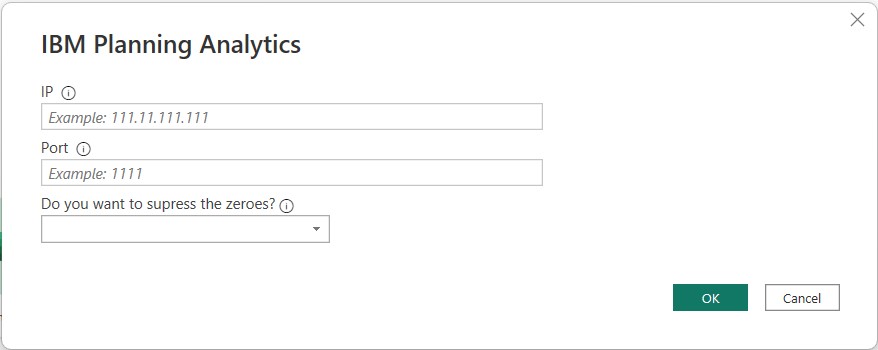 IBM Planning Analytics
IP
Example: 111.11.111.111
Port
Example: 1111
Do you want to supress the zeroes?
OK
Cancel